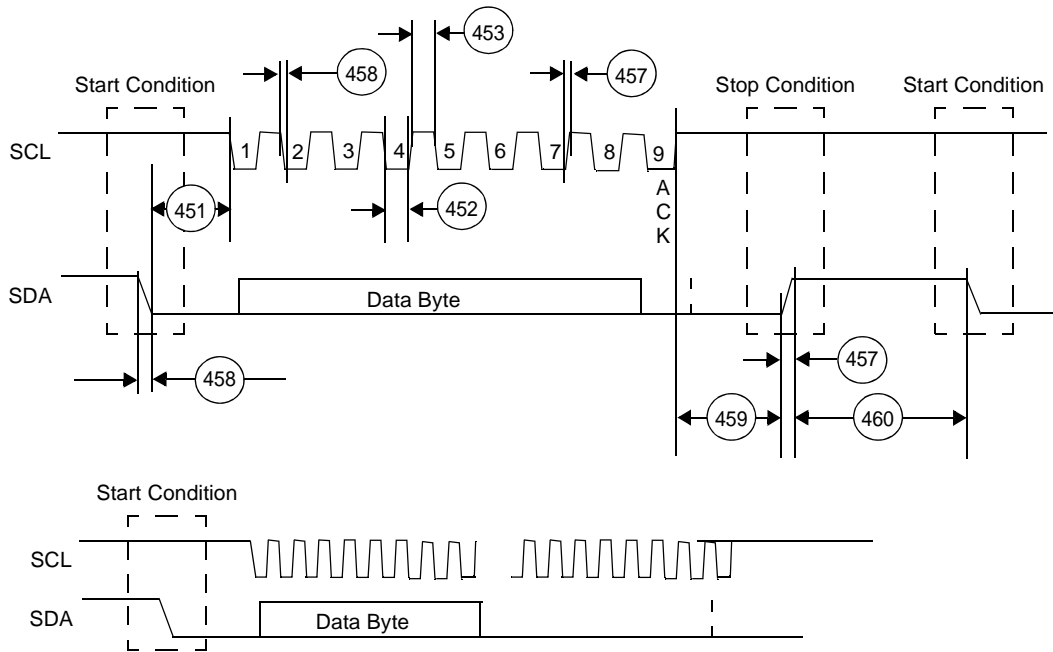 453
458
457
Start Condition
Stop Condition
Start Condition
SCL
1 2 3 4 5 6 7 8 9
A
C
K
451
452
SDA
Data Byte
458
457
459
460
Start Condition
SCL
SDA
Data Byte